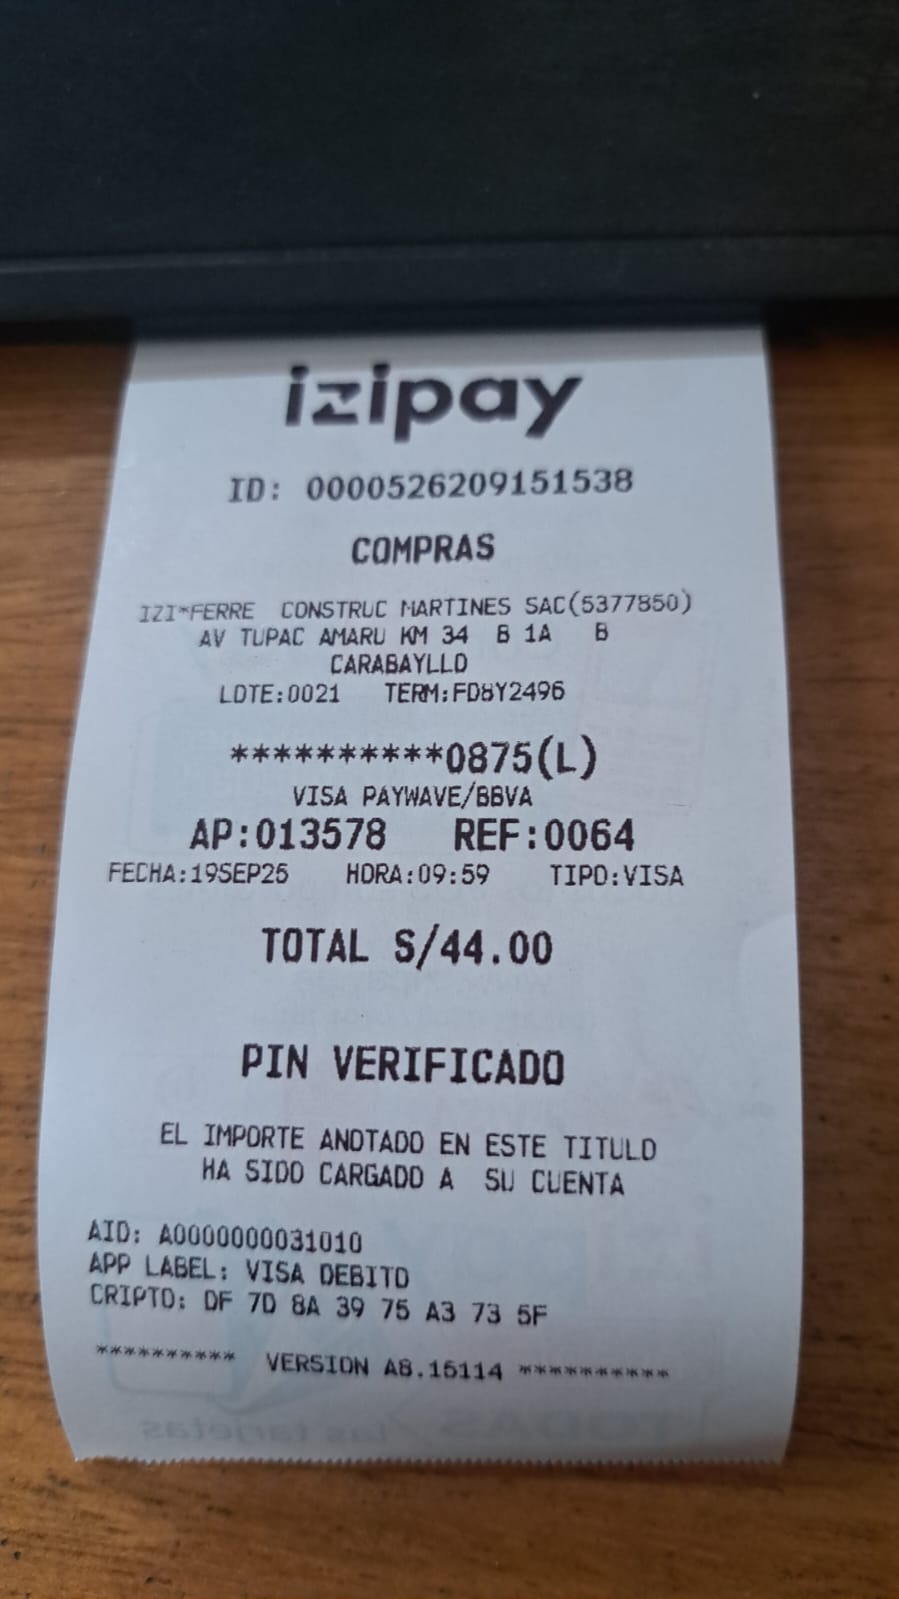 izipay
ID: 0000526209151538
COMPRAS
IZI*FERRE CONSTRUC MARTINES SAC(5377850)
AV TUPAC AMARU KM 34 B 1A B
CARABAYLLO
LOTE:0021 TERM:FD8Y2496
**********0875(L)
VISA PAYWAVE/BBVA
AP:013578 REF:0064
FECHA:19SEP25 HORA:09:59 TIPO:VISA
TOTAL S/44.00
PIN VERIFICADO
EL IMPORTE ANOTADO EN ESTE TITULO
HA SIDO CARGADO A SU CUENTA
AID: A0000000031010
APP LABEL: VISA DEBITO
CRIPTO: DF 7D 8A 39 75 A3 73 5F
********** VERSION A8.15114 **********